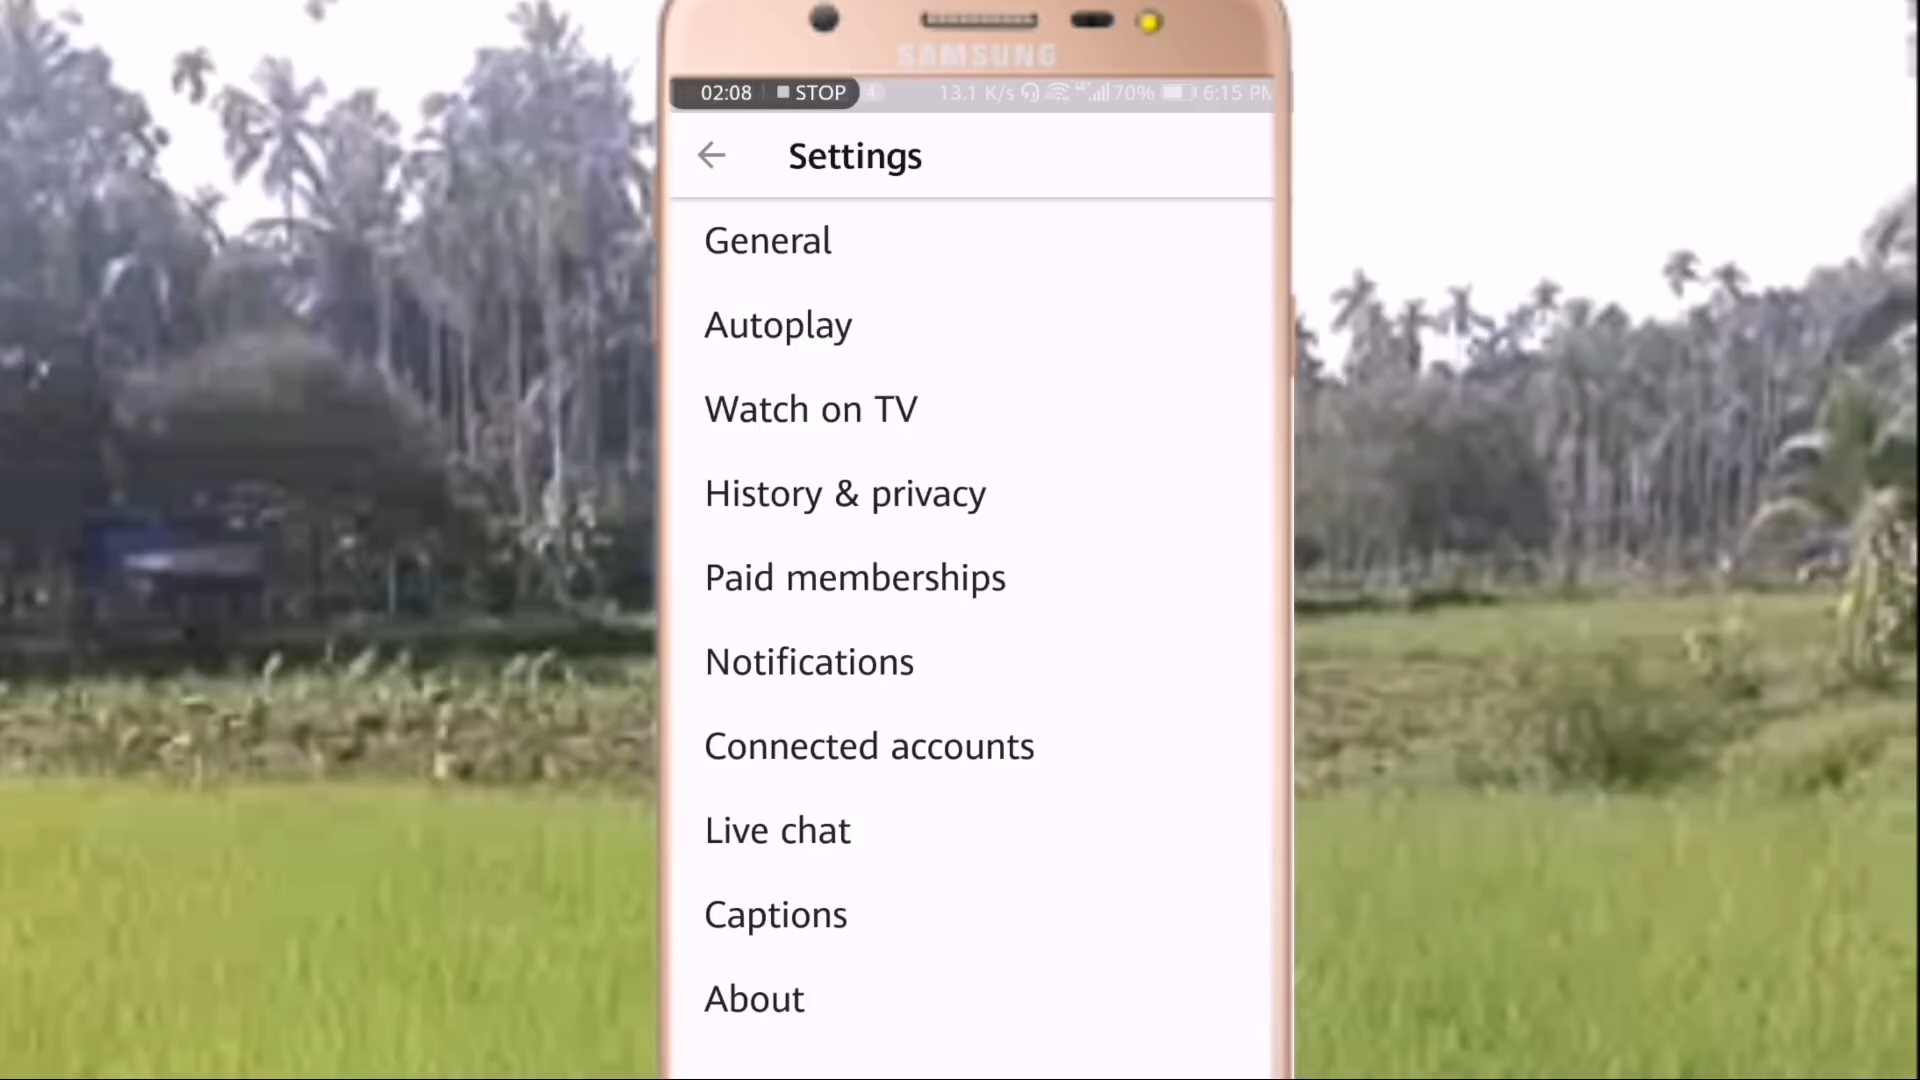 SAMSUNG
02:08 STOP 13.1 K/s 70% 6:15 PM
Settings
General
Autoplay
Watch on TV
History & privacy
Paid memberships
Notifications
Connected accounts
Live chat
Captions
About